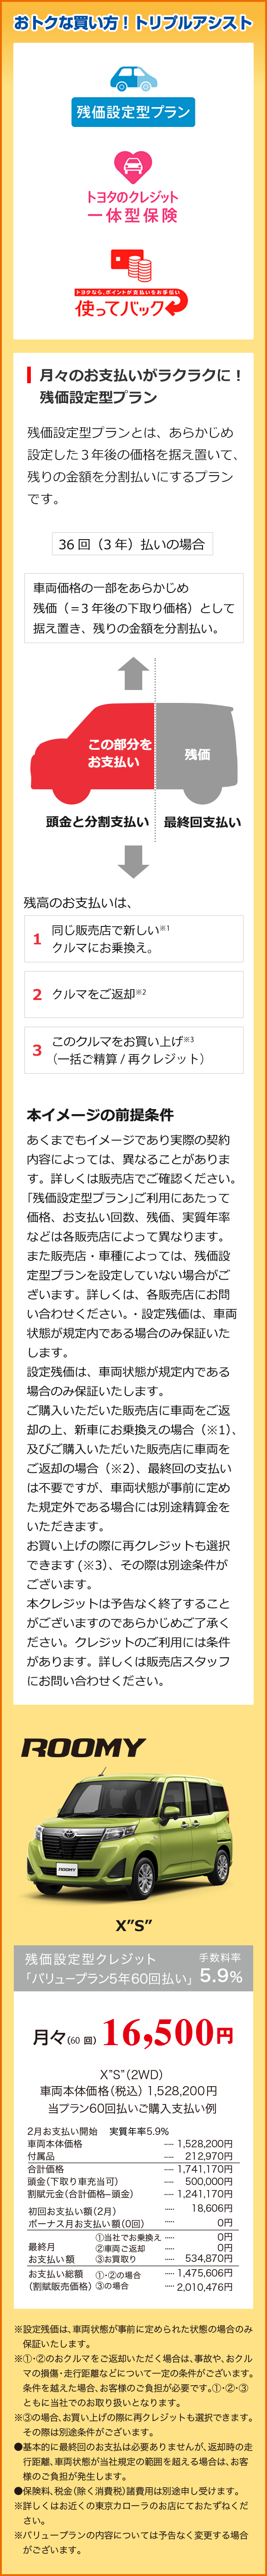 おトクな買い方！トリプルアシスト
残価設定型プラン
トヨタのクレジット
一体型保険
トヨタなら、ポイントが支払いをお手伝い
使ってバック
月々のお支払いがラクラクに！
残価設定型プラン
残価設定型プランとは、あらかじめ
設定した３年後の価格を据え置いて、
残りの金額を分割払いにするプラン
です。
36 回（3 年）払いの場合
車両価格の一部をあらかじめ
残価（＝3 年後の下取り価格）として
据え置き、残りの金額を分割払い。
この部分を
お支払い
残価
頭金と分割支払い
最終回支払い
残高のお支払いは、
1 同じ販売店で新しい※1
クルマにお乗換え。
2 クルマをご返却※2
3 このクルマをお買い上げ※3
（一括ご精算 / 再クレジット）
本イメージの前提条件
あくまでもイメージであり実際の契約
内容によっては、異なることがありま
す。詳しくは販売店でご確認ください。
「残価設定型プラン」ご利用にあたって
価格、お支払い回数、残価、実質年率
などは各販売店によって異なります。
また販売店・車種によっては、残価設
定型プランを設定していない場合がご
ざいます。詳しくは、各販売店にお問
い合わせください。・設定残価は、車両
状態が規定内である場合のみ保証いた
します。
設定残価は、車両状態が規定内である
場合のみ保証いたします。
ご購入いただいた販売店に車両をご返
却の上、新車にお乗換えの場合（※1）、
及びご購入いただいた販売店に車両を
ご返却の場合（※2）、最終回の支払い
は不要ですが、車両状態が事前に定め
た規定外である場合には別途精算金を
いただきます。
お買い上げの際に再クレジットも選択
できます (※3）、その際は別途条件が
ございます。
本クレジットは予告なく終了すること
がございますのであらかじめご了承く
ださい。クレジットのご利用には条件
があります。詳しくは販売店スタッフ
にお問い合わせください。
ROOMY
ROOMY
X"S"
残価設定型クレジット
「バリュープラン5年60回払い」
手数料率
5.9%
月々(60 回) 16,500円
X"S"（2WD）
車両本体価格（税込）1,528,200円
当プラン60回払いご購入支払い例
2月お支払い開始 実質年率5.9%
車両本体価格 ---- 1,528,200円
付属品 ---- 212,970円
合計価格 ---- 1,741,170円
頭金（下取り車充当可） ---- 500,000円
割賦元金（合計価格−頭金） ---- 1,241,170円
初回お支払い額（2月） ····· 18,606円
ボーナス月お支払い額（0回） ····· 0円
最終月
お支払い額
①当社でお乗換え ····· 0円
②車両ご返却 ····· 0円
③お買取り ····· 534,870円
お支払い総額
（割賦販売価格）
①・②の場合 ····· 1,475,606円
③の場合 ····· 2,010,476円
※設定残価は、車両状態が事前に定められた状態の場合のみ
保証いたします。
※①・②のおクルマをご返却いただく場合は、事故や、おクル
マの損傷・走行距離などについて一定の条件がございます。
条件を越えた場合、お客様のご負担が必要です。①・②・③
ともに当社でのお取り扱いとなります。
※③の場合、お買い上げの際に再クレジットも選択できます。
その際は別途条件がございます。
●基本的に最終回のお支払は必要ありませんが、返却時の走
行距離、車両状態が当社規定の範囲を超える場合は、お客
様のご負担が発生します。
●保険料、税金（除く消費税）諸費用は別途申し受けます。
※詳しくはお近くの東京カローラのお店にておたずねくだ
さい。
※バリュープランの内容については予告なく変更する場合
がございます。